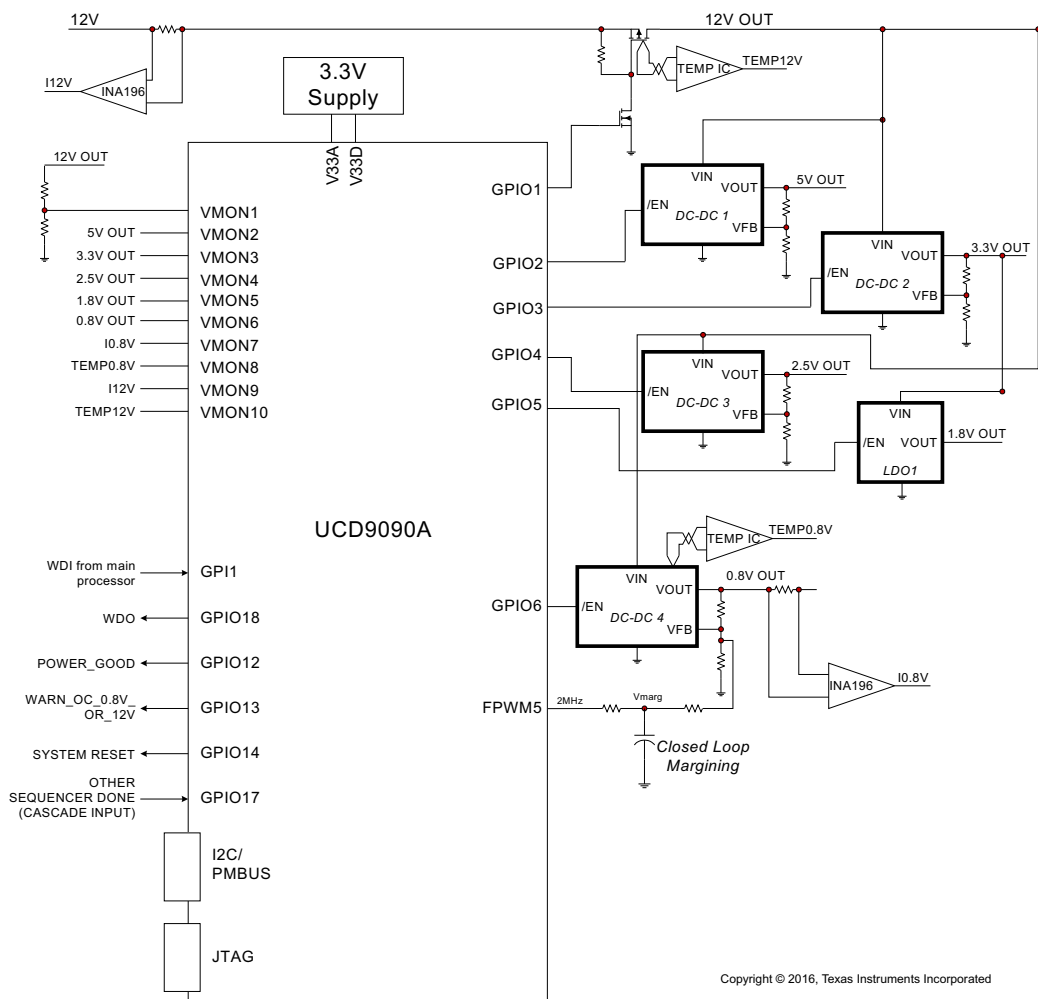 12V
12V OUT
I12V
INA196
3.3V
Supply
TEMP IC
TEMP12V
V33A
V33D
12V OUT
VMON1
5V OUT
VMON2
3.3V OUT
VMON3
2.5V OUT
VMON4
1.8V OUT
VMON5
0.8V OUT
VMON6
I0.8V
VMON7
TEMP0.8V
VMON8
I12V
VMON9
TEMP12V
VMON10
GPIO1
GPIO2
GPIO3
GPIO4
GPIO5
VIN
VOUT
5V OUT
/EN
DC-DC 1
VFB
VIN
VOUT
3.3V OUT
/EN
DC-DC 2
VFB
VIN
VOUT
2.5V OUT
/EN
DC-DC 3
VFB
VIN
/EN
VOUT
1.8V OUT
LDO1
UCD9090A
TEMP IC
TEMP0.8V
WDI from main
processor
GPI1
WDO
GPIO18
POWER_GOOD
GPIO12
WARN_OC_0.8V_
OR_12V
GPIO13
SYSTEM RESET
GPIO14
OTHER
SEQUENCER DONE
(CASCADE INPUT)
GPIO17
GPIO6
VIN
VOUT
0.8V OUT
/EN
DC-DC 4
VFB
INA196
I0.8V
FPWM5
2MHz
Vmarg
Closed Loop
Margining
I2C/
PMBUS
JTAG
Copyright © 2016, Texas Instruments Incorporated